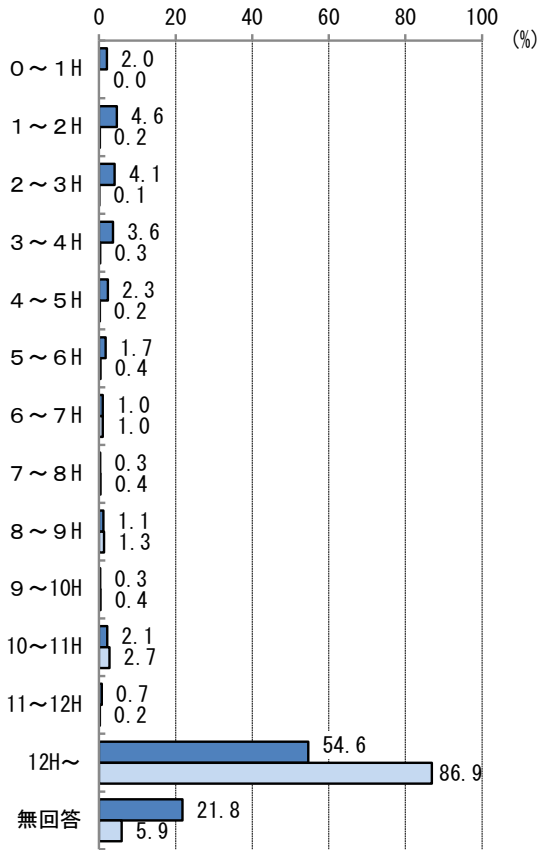 0 20 40 60 80 100
(%)
０～１H 2.0
0.0
１～２H 4.6
0.2
２～３H 4.1
0.1
３～４H 3.6
0.3
４～５H 2.3
0.2
５～６H 1.7
0.4
６～７H 1.0
1.0
７～８H 0.3
0.4
８～９H 1.1
1.3
９～10H 0.3
0.4
10～11H 2.1
2.7
11～12H 0.7
0.2
12H～ 54.6
86.9
無回答 21.8
5.9